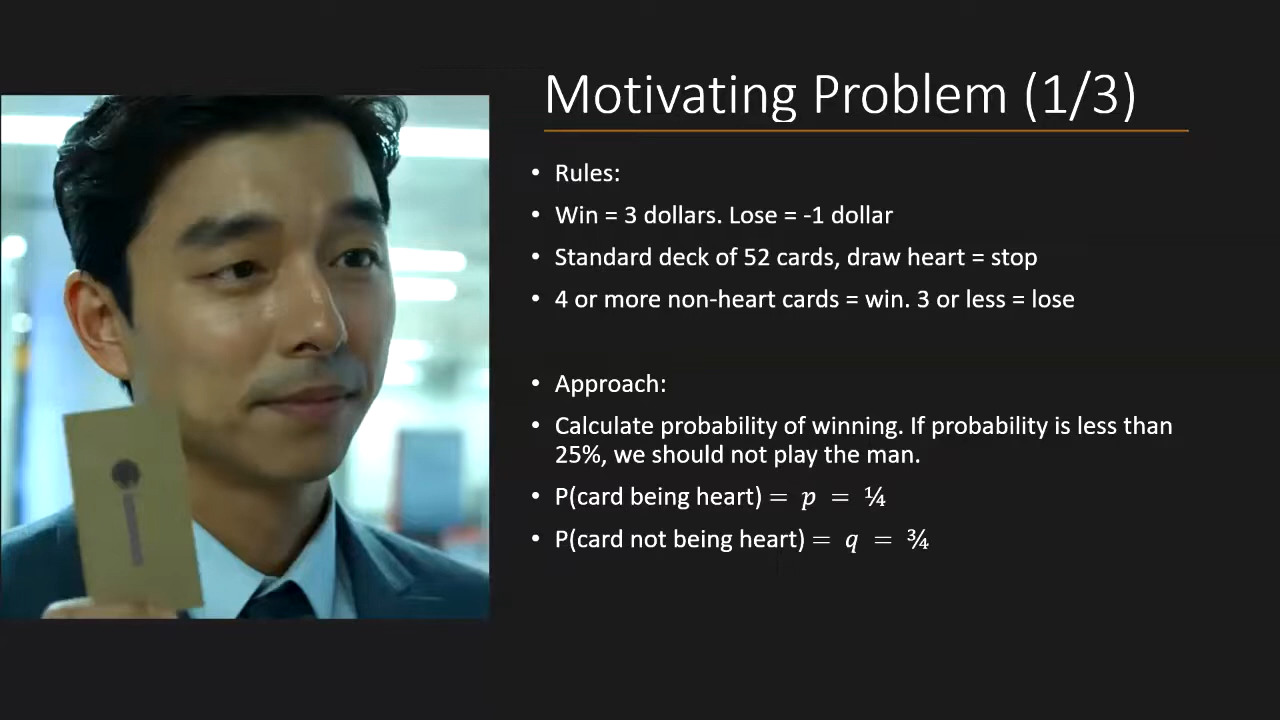 Motivating Problem (1/3)
• Rules:
• Win = 3 dollars. Lose = -1 dollar
• Standard deck of 52 cards, draw heart = stop
• 4 or more non-heart cards = win. 3 or less = lose
• Approach:
• Calculate probability of winning. If probability is less than
25%, we should not play the man.
• P(card being heart) = p = ¼
• P(card not being heart) = q = ¾